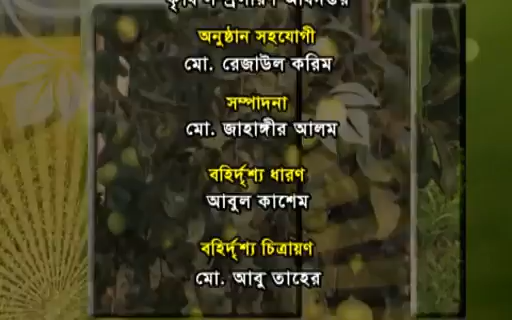 অনুষ্ঠান সহযোগী
মো. রেজাউল করিম
সম্পাদনা
মো. জাহাঙ্গীর আলম
বহির্দৃশ্য ধারণ
আবুল কাশেম
বহির্দৃশ্য চিত্রায়ণ
মো. আবু তাহের